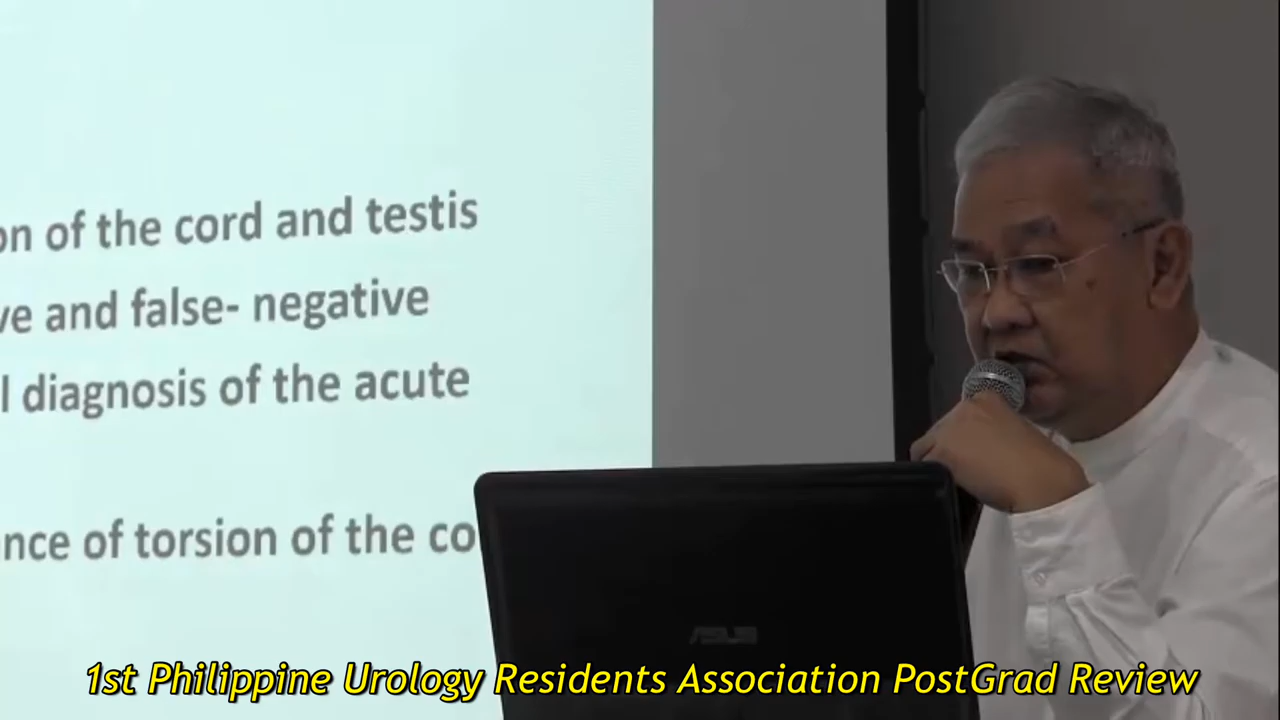 on of the cord and testis
ve and false- negative
l diagnosis of the acute
nce of torsion of the co
ASUS
1st Philippine Urology Residents Association PostGrad Review